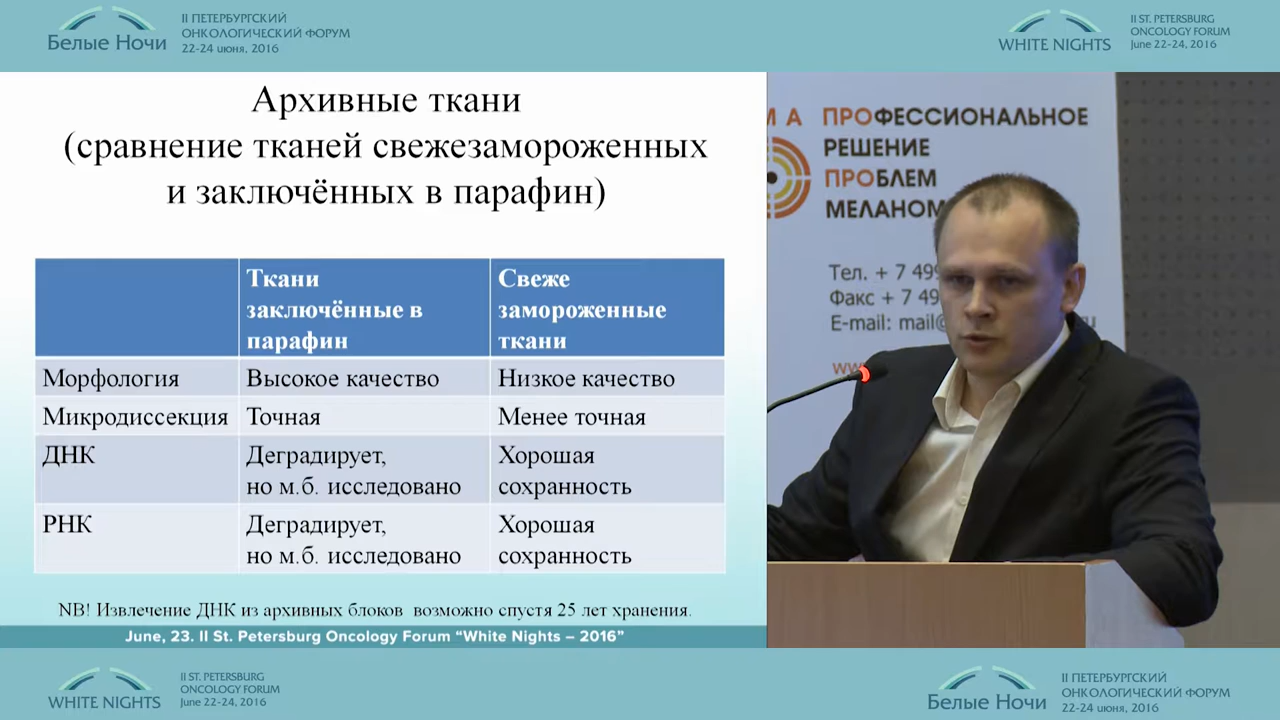 Белые Ночи
II ПЕТЕРБУРГСКИЙ
ОНКОЛОГИЧЕСКИЙ ФОРУМ
22-24 июня, 2016
WHITE NIGHTS
II ST. PETERSBURG
ONCOLOGY FORUM
June 22-24, 2016
Архивные ткани
(сравнение тканей свежезамороженных
и заключённых в парафин)
Ткани
заключённые в
парафин
Свеже
замороженные
ткани
Морфология
Высокое качество
Низкое качество
Микродиссекция
Точная
Менее точная
ДНК
Деградирует,
но м.б. исследовано
Хорошая
сохранность
РНК
Деградирует,
но м.б. исследовано
Хорошая
сохранность
NB! Извлечение ДНК из архивных блоков возможно спустя 25 лет хранения.
June, 23. II St. Petersburg Oncology Forum “White Nights – 2016”
ПРОФЕССИОНАЛЬНОЕ
РЕШЕНИЕ
ПРОБЛЕМ
МЕЛАНОМ
Тел. + 7 49
Факс + 7 49
E-mail: mail@
WHITE NIGHTS
II ST. PETERSBURG
ONCOLOGY FORUM
June 22-24, 2016
Белые Ночи
II ПЕТЕРБУРГСКИЙ
ОНКОЛОГИЧЕСКИЙ ФОРУМ
22-24 июня, 2016